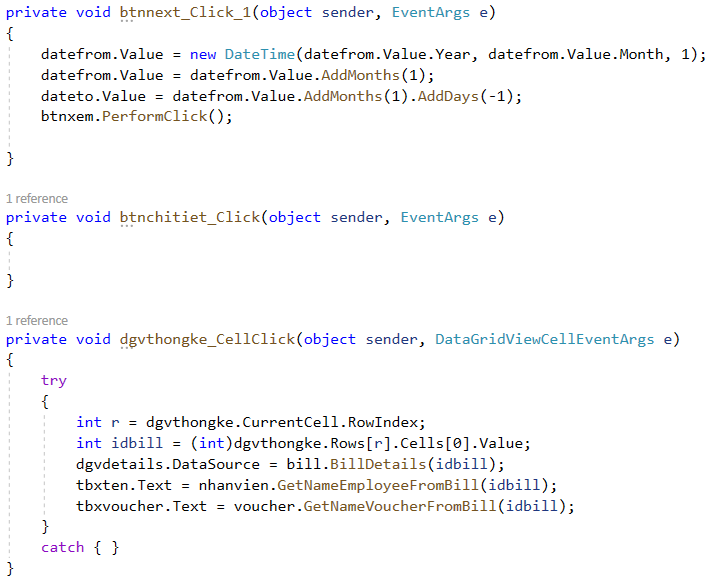 private void btnnext_Click_1(object sender, EventArgs e)
{
    datefrom.Value = new DateTime(datefrom.Value.Year, datefrom.Value.Month, 1);
    datefrom.Value = datefrom.Value.AddMonths(1);
    dateto.Value = datefrom.Value.AddMonths(1).AddDays(-1);
    btnxem.PerformClick();
}
1 reference
private void btnchitiet_Click(object sender, EventArgs e)
{
}
1 reference
private void dgvthongke_CellClick(object sender, DataGridViewCellEventArgs e)
{
    try
    {
        int r = dgvthongke.CurrentCell.RowIndex;
        int idbill = (int)dgvthongke.Rows[r].Cells[0].Value;
        dgvdetails.DataSource = bill.BillDetails(idbill);
        tbxten.Text = nhanvien.GetNameEmployeeFromBill(idbill);
        tbxvoucher.Text = voucher.GetNameVoucherFromBill(idbill);
    }
    catch { }
}